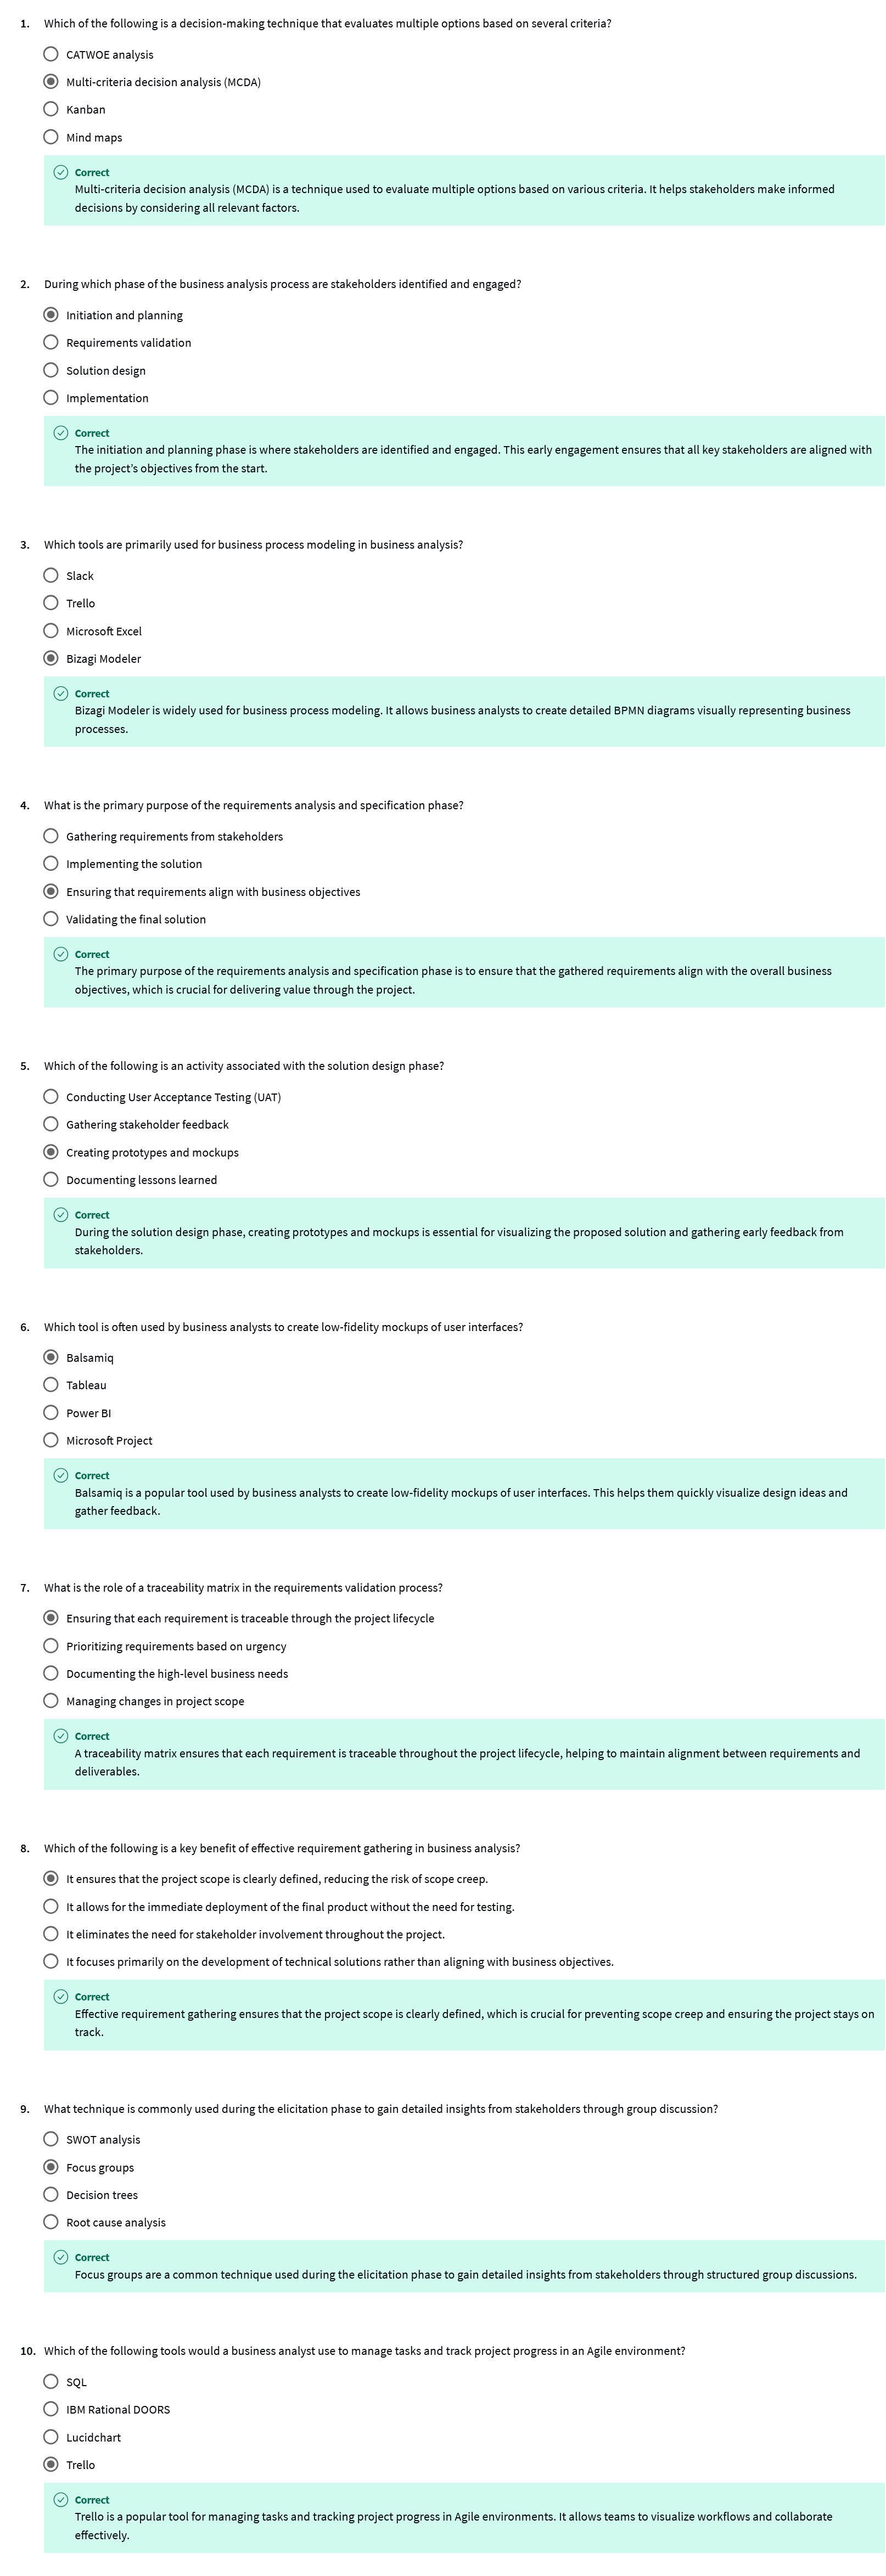 1. Which of the following is a decision-making technique that evaluates multiple options based on several criteria?
CATWOE analysis
Multi-criteria decision analysis (MCDA)
Kanban
Mind maps
Correct
Multi-criteria decision analysis (MCDA) is a technique used to evaluate multiple options based on various criteria. It helps stakeholders make informed
decisions by considering all relevant factors.
2. During which phase of the business analysis process are stakeholders identified and engaged?
Initiation and planning
Requirements validation
Solution design
Implementation
Correct
The initiation and planning phase is where stakeholders are identified and engaged. This early engagement ensures that all key stakeholders are aligned with
the project’s objectives from the start.
3. Which tools are primarily used for business process modeling in business analysis?
Slack
Trello
Microsoft Excel
Bizagi Modeler
Correct
Bizagi Modeler is widely used for business process modeling. It allows business analysts to create detailed BPMN diagrams visually representing business
processes.
4. What is the primary purpose of the requirements analysis and specification phase?
Gathering requirements from stakeholders
Implementing the solution
Ensuring that requirements align with business objectives
Validating the final solution
Correct
The primary purpose of the requirements analysis and specification phase is to ensure that the gathered requirements align with the overall business
objectives, which is crucial for delivering value through the project.
5. Which of the following is an activity associated with the solution design phase?
Conducting User Acceptance Testing (UAT)
Gathering stakeholder feedback
Creating prototypes and mockups
Documenting lessons learned
Correct
During the solution design phase, creating prototypes and mockups is essential for visualizing the proposed solution and gathering early feedback from
stakeholders.
6. Which tool is often used by business analysts to create low-fidelity mockups of user interfaces?
Balsamiq
Tableau
Power BI
Microsoft Project
Correct
Balsamiq is a popular tool used by business analysts to create low-fidelity mockups of user interfaces. This helps them quickly visualize design ideas and
gather feedback.
7. What is the role of a traceability matrix in the requirements validation process?
Ensuring that each requirement is traceable through the project lifecycle
Prioritizing requirements based on urgency
Documenting the high-level business needs
Managing changes in project scope
Correct
A traceability matrix ensures that each requirement is traceable throughout the project lifecycle, helping to maintain alignment between requirements and
deliverables.
8. Which of the following is a key benefit of effective requirement gathering in business analysis?
It ensures that the project scope is clearly defined, reducing the risk of scope creep.
It allows for the immediate deployment of the final product without the need for testing.
It eliminates the need for stakeholder involvement throughout the project.
It focuses primarily on the development of technical solutions rather than aligning with business objectives.
Correct
Effective requirement gathering ensures that the project scope is clearly defined, which is crucial for preventing scope creep and ensuring the project stays on
track.
9. What technique is commonly used during the elicitation phase to gain detailed insights from stakeholders through group discussion?
SWOT analysis
Focus groups
Decision trees
Root cause analysis
Correct
Focus groups are a common technique used during the elicitation phase to gain detailed insights from stakeholders through structured group discussions.
10. Which of the following tools would a business analyst use to manage tasks and track project progress in an Agile environment?
SQL
IBM Rational DOORS
Lucidchart
Trello
Correct
Trello is a popular tool for managing tasks and tracking project progress in Agile environments. It allows teams to visualize workflows and collaborate
effectively.